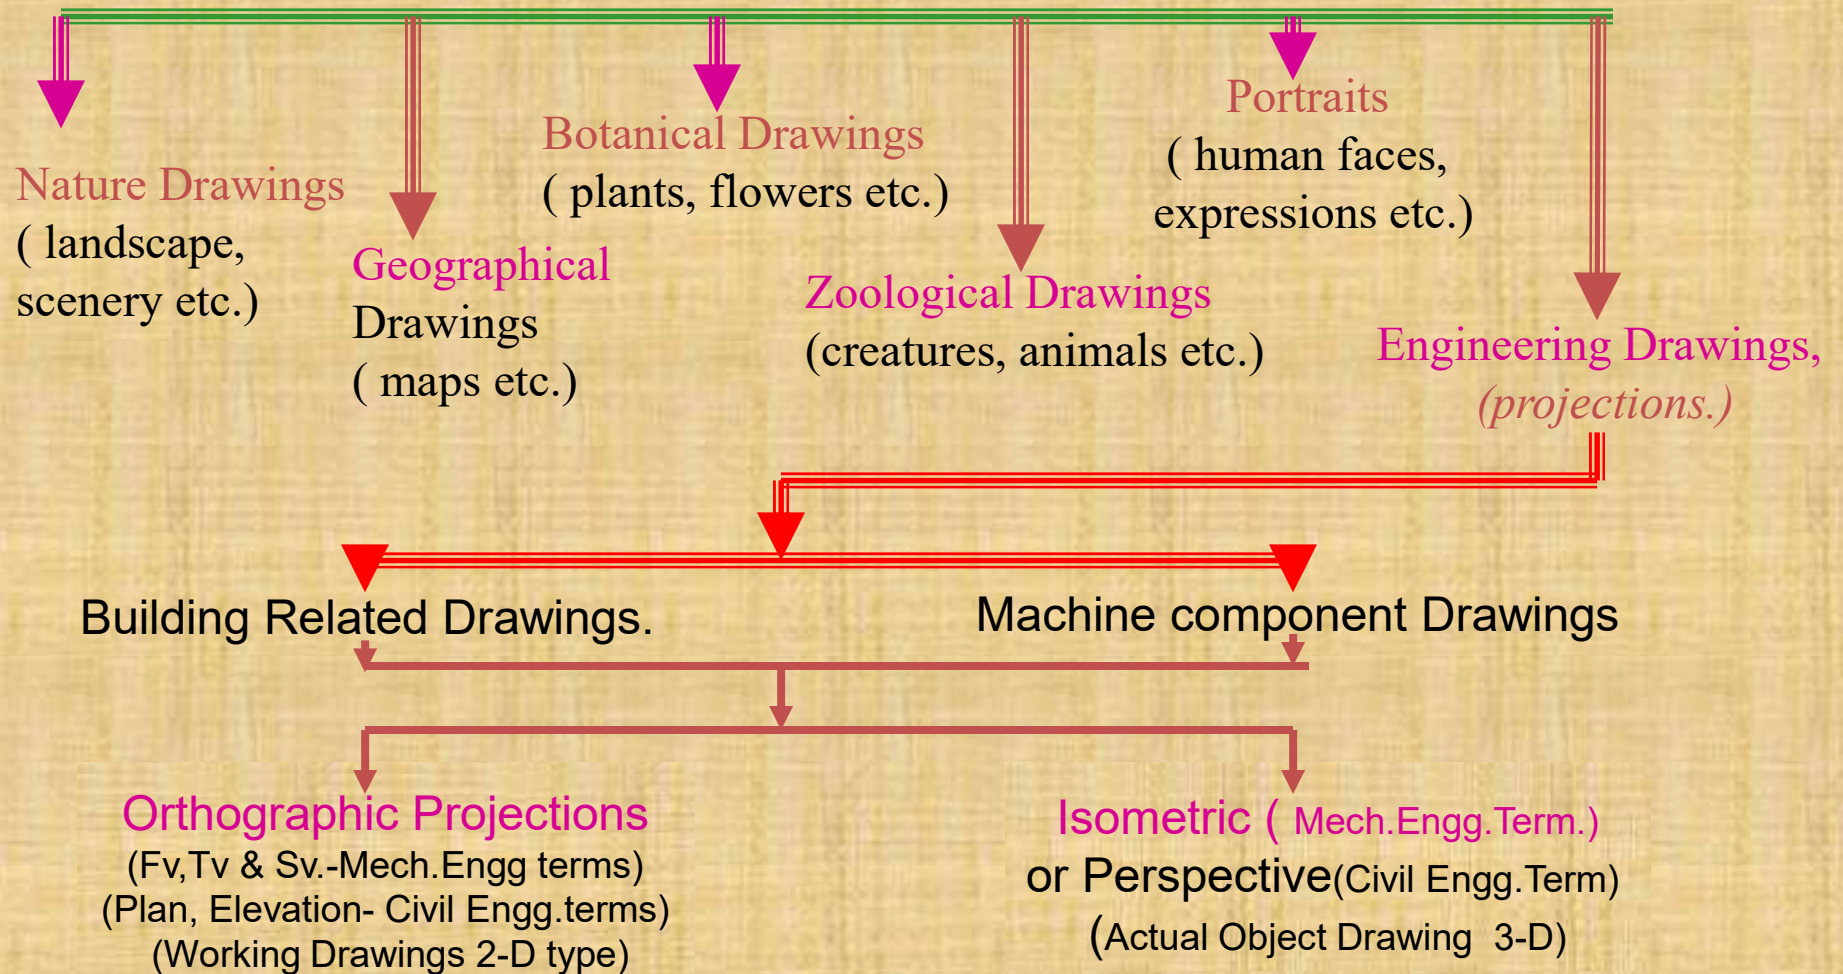 Nature Drawings
( landscape,
scenery etc.)
Geographical
Drawings
( maps etc.)
Botanical Drawings
( plants, flowers etc.)
Zoological Drawings
(creatures, animals etc.)
Portraits
( human faces,
expressions etc.)
Engineering Drawings,
(projections.)
Building Related Drawings.
Machine component Drawings
Orthographic Projections
(Fv,Tv & Sv.-Mech.Engg terms)
(Plan, Elevation- Civil Engg.terms)
(Working Drawings 2-D type)
Isometric ( Mech.Engg.Term.)
or Perspective(Civil Engg.Term)
(Actual Object Drawing 3-D)